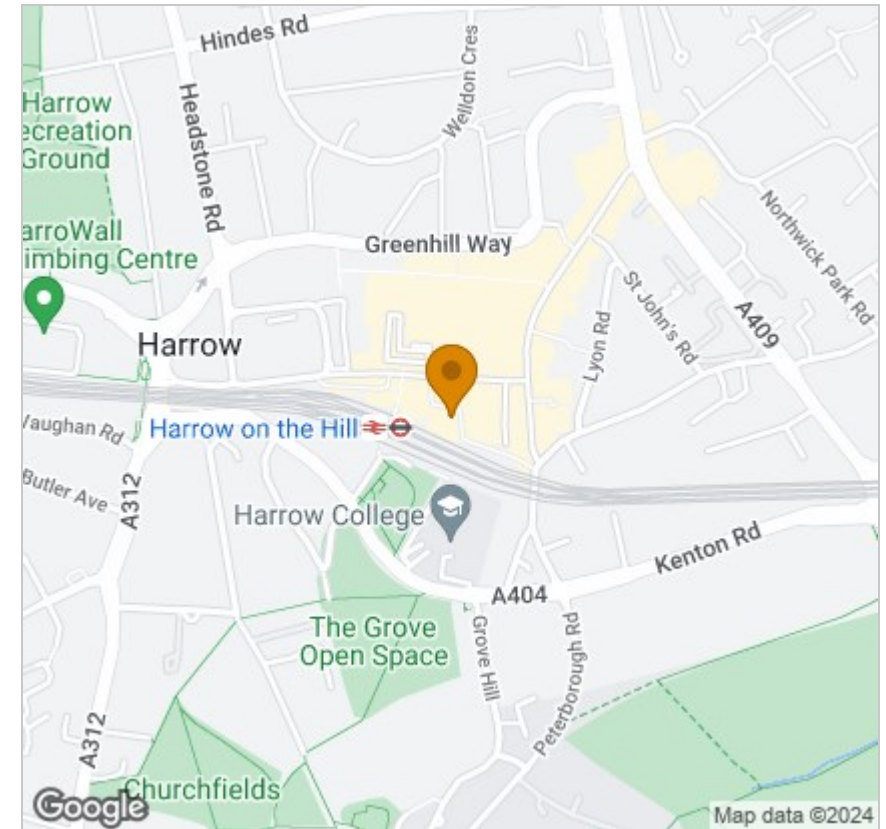 Hindes Rd
Welldon Cres
Harrow
ecreation
Ground
Headstone Rd
arroWall
imbing Centre
Greenhill Way
Northwick Park Rd
St John's Rd
A409
Lyon Rd
Harrow
Vaughan Rd
Harrow on the Hill
Butler Ave
A312
Harrow College
Kenton Rd
A404
The Grove
Open Space
Grove Hill
Peterborough Rd
A312
Churchfields
Google
Map data ©2024